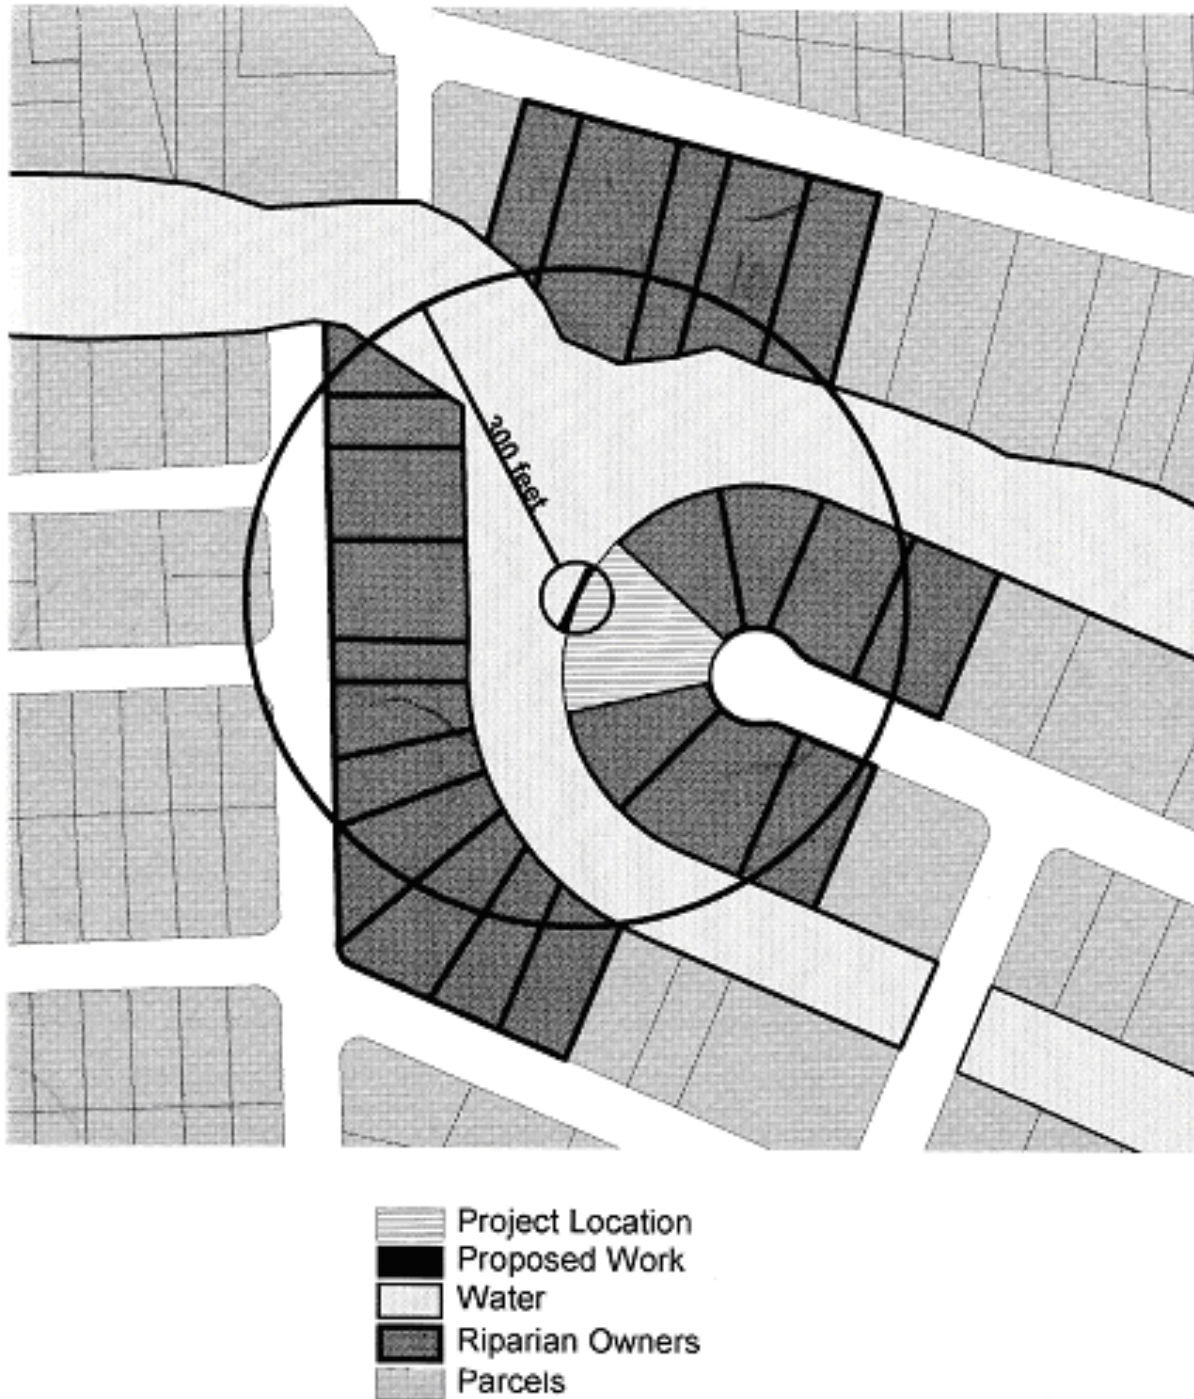 300 feet
Project Location
Proposed Work
Water
Riparian Owners
Parcels